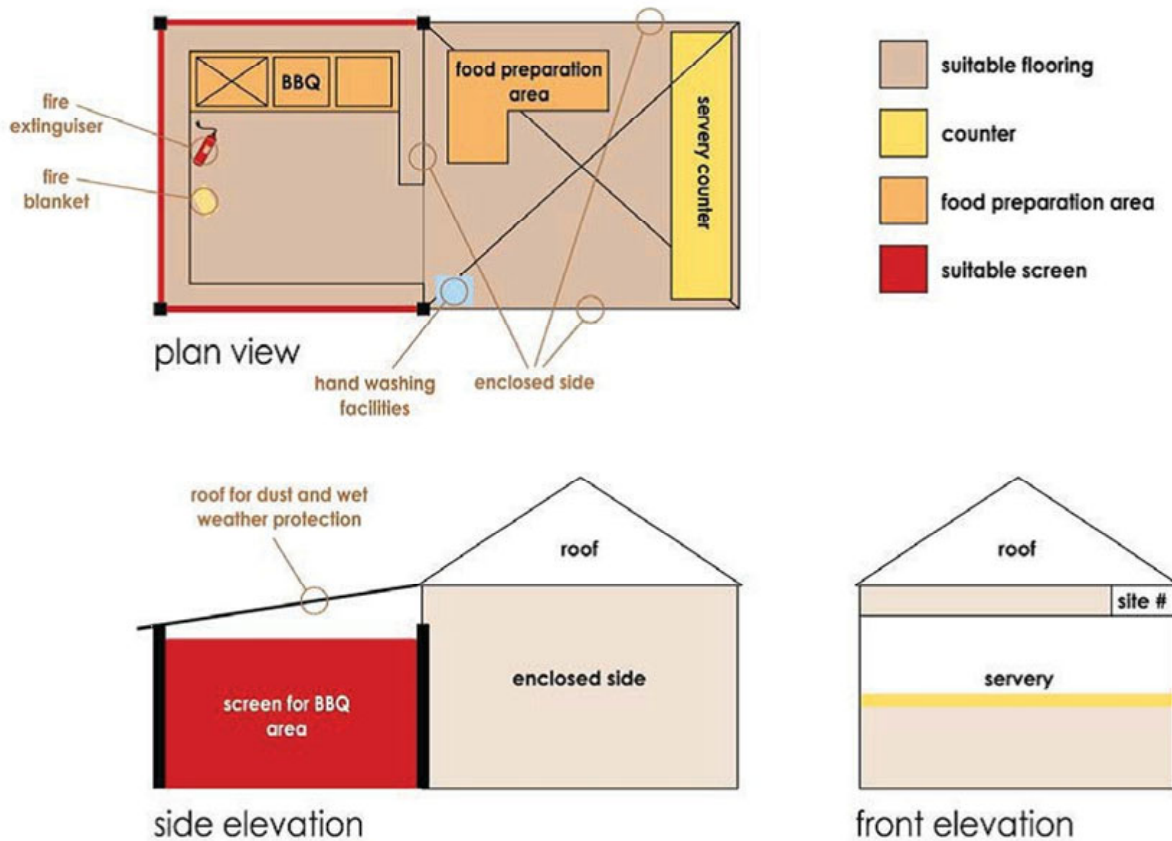 BBQ
food preparation
area
servery counter
fire
extinguiser
fire
blanket
plan view
hand washing
facilities
enclosed side
suitable flooring
counter
food preparation area
suitable screen
roof for dust and wet
weather protection
roof
screen for BBQ
area
enclosed side
side elevation
roof
site #
servery
front elevation